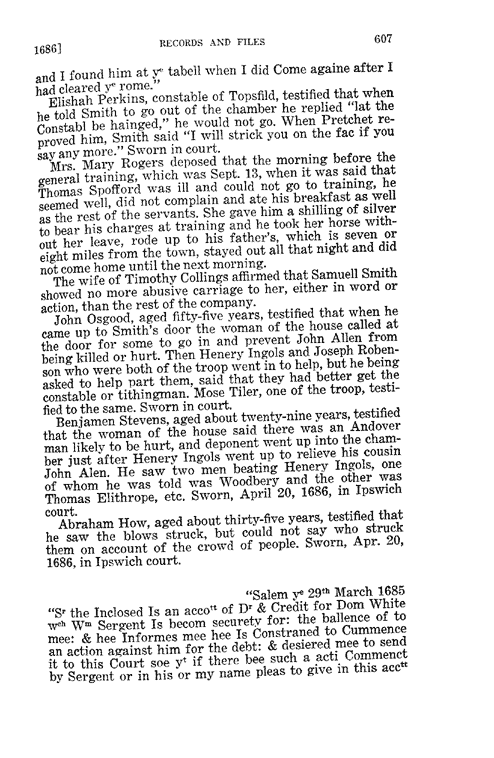 1686] RECORDS AND FILES 607
and I found him at yᵉ tabell when I did Come againe after I
had cleared yᵉ rome."
Elishah Perkins, constable of Topsfild, testified that when
he told Smith to go out of the chamber he replied "lat the
Constabl be hainged," he would not go. When Pretchet re-
proved him, Smith said "I will strick you on the fac if you
say any more." Sworn in court.
Mrs. Mary Rogers deposed that the morning before the
general training, which was Sept. 13, when it was said that
Thomas Spofford was ill and could not go to training, he
seemed well, did not complain and ate his breakfast as well
as the rest of the servants. She gave him a shilling of silver
to bear his charges at training and he took her horse with-
out her leave, rode up to his father's, which is seven or
eight miles from the town, stayed out all that night and did
not come home until the next morning.
The wife of Timothy Collings affirmed that Samuell Smith
showed no more abusive carriage to her, either in word or
action, than the rest of the company.
John Osgood, aged fifty-five years, testified that when he
came up to Smith's door the woman of the house called at
the door for some to go in and prevent John Allen from
being killed or hurt. Then Henery Ingols and Joseph Roben-
son who were both of the troop went in to help, but he being
asked to help part them, said that they had better get the
constable or tithingman. Mose Tiler, one of the troop, testi-
fied to the same. Sworn in court.
Benjamen Stevens, aged about twenty-nine years, testified
that the woman of the house said there was an Andover
man likely to be hurt, and deponent went up into the cham-
ber just after Henery Ingols went up to relieve his cousin
John Alen. He saw two men beating Henery Ingols, one
of whom he was told was Woodbery and the other was
Thomas Elithrope, etc. Sworn, April 20, 1686, in Ipswich
court.
Abraham How, aged about thirty-five years, testified that
he saw the blows struck, but could not say who struck
them on account of the crowd of people. Sworn, Apr. 20,
1686, in Ipswich court.
"Salem yᵉ 29ᵗʰ March 1685
"Sʳ the Inclosed Is an accoᵗᵗ of Dʳ & Credit for Dom White
wᶜʰ Wᵐ Sergent Is becom securety for: the ballence of to
mee: & hee Informes mee hee Is Constraned to Cummence
an action against him for the debt: & desiered mee to send
it to this Court soe yᵗ if there bee such a acti Commenct
by Sergent or in his or my name pleas to give in this accᵗᵗ